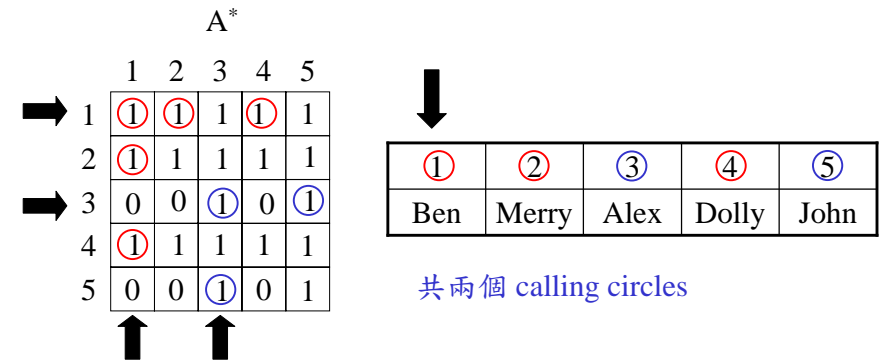 A*
1 2 3 4 5
1 1 1 1 1 1
2 1 1 1 1 1
3 0 0 1 0 1
4 1 1 1 1 1
5 0 0 1 0 1
1 2 3 4 5
Ben Merry Alex Dolly John
共兩個 calling circles